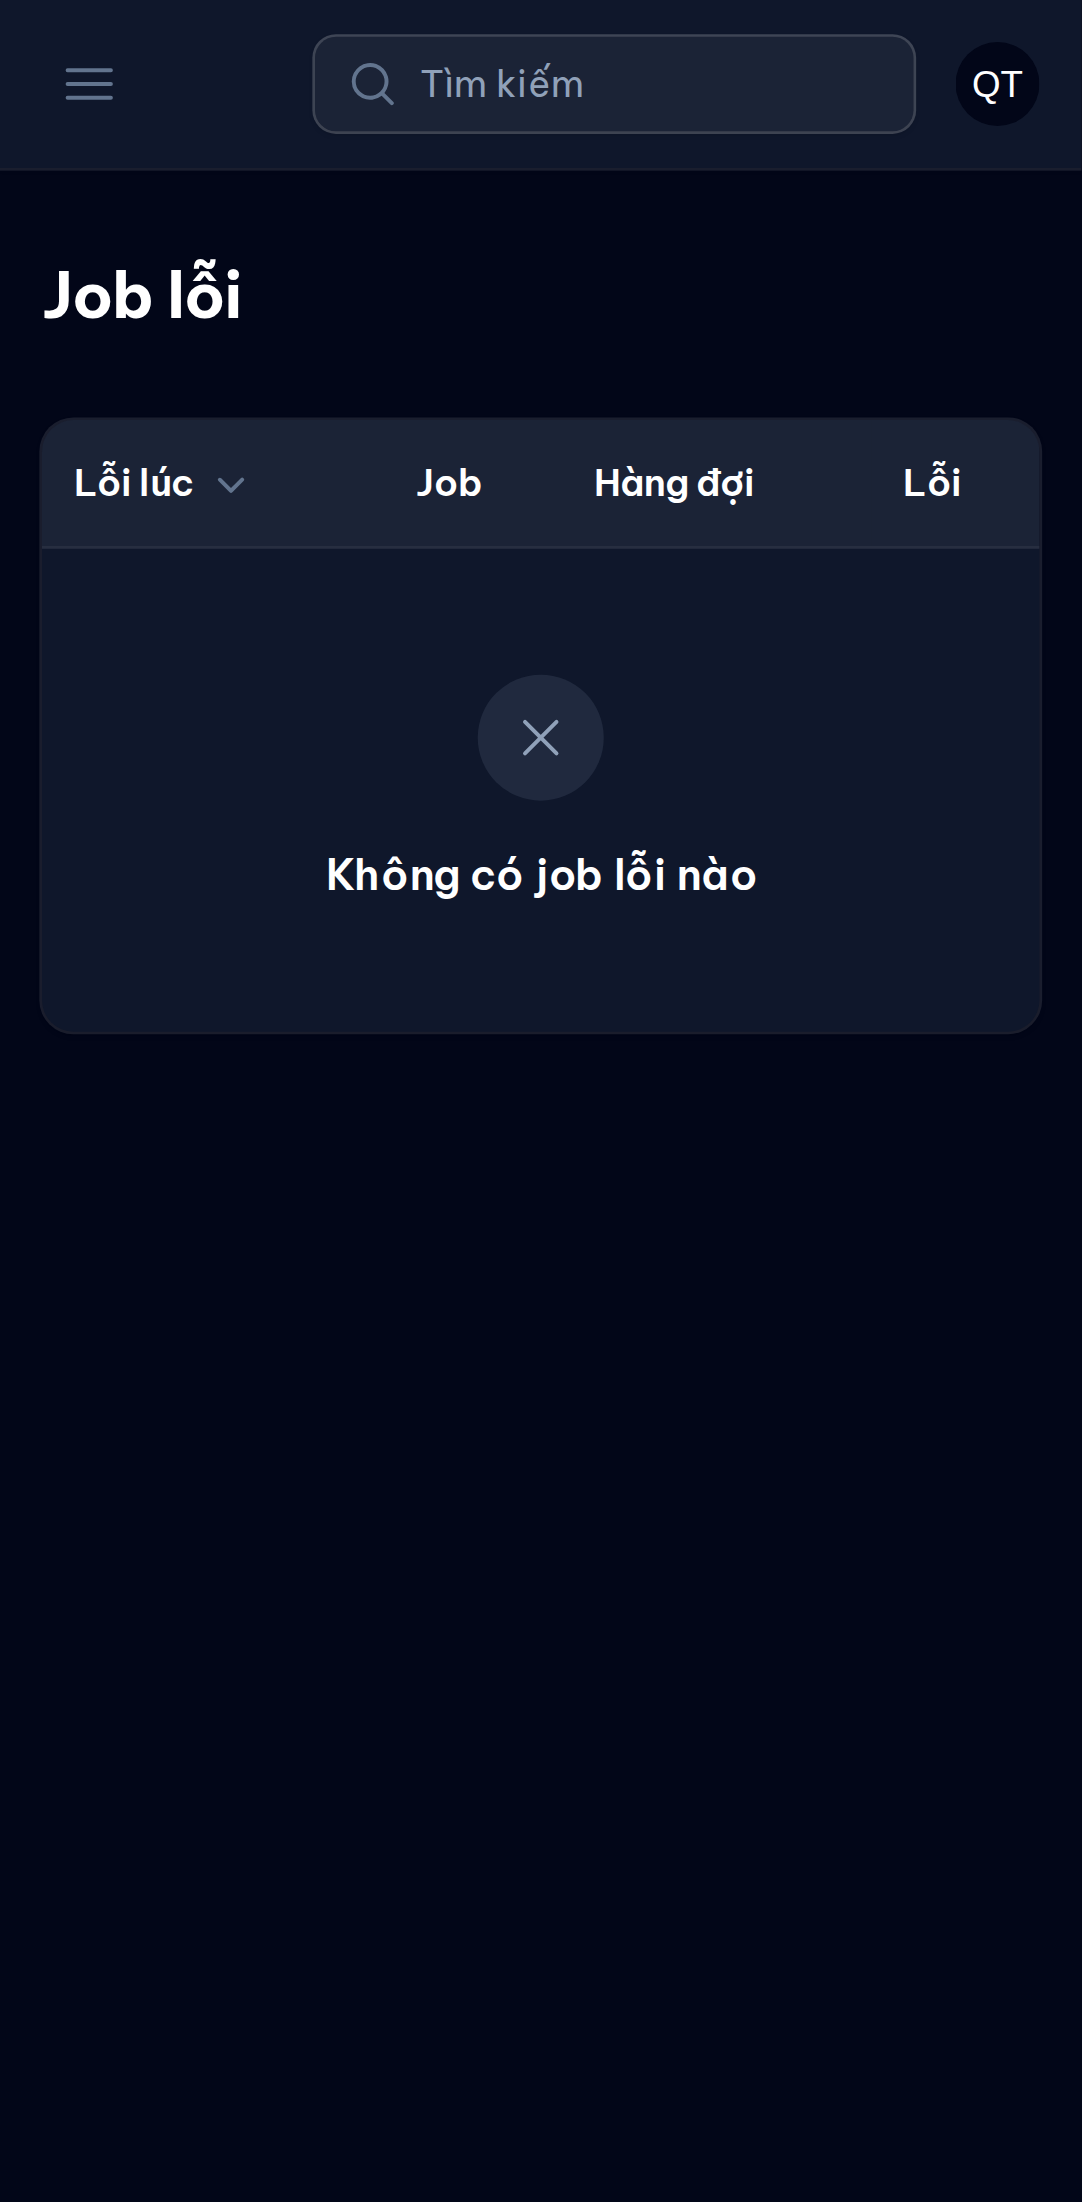 Tìm kiếm
QT
Job lỗi
Lỗi lúc Job Hàng đợi Lỗi
Không có job lỗi nào